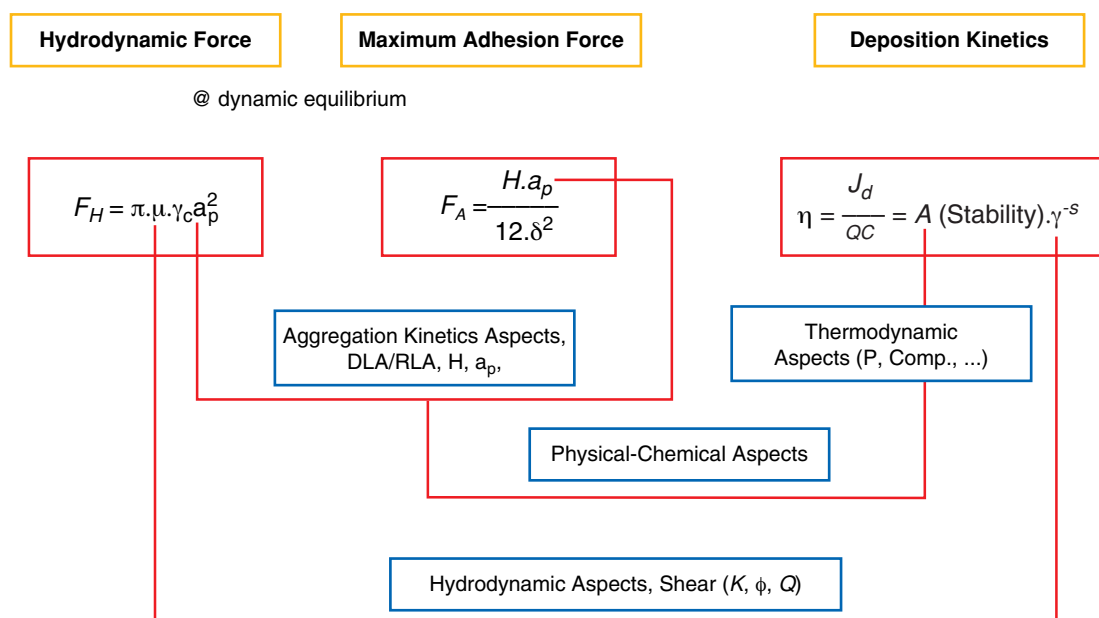 Hydrodynamic Force
Maximum Adhesion Force
Deposition Kinetics
@ dynamic equilibrium
F_H = π.μ.γ_c a_p^2
F_A = H.a_p / 12.δ^2
η = J_d / QC = A (Stability).γ^-s
Aggregation Kinetics Aspects,
DLA/RLA, H, a_p,
Thermodynamic
Aspects (P, Comp., ...)
Physical-Chemical Aspects
Hydrodynamic Aspects, Shear (K, ϕ, Q)